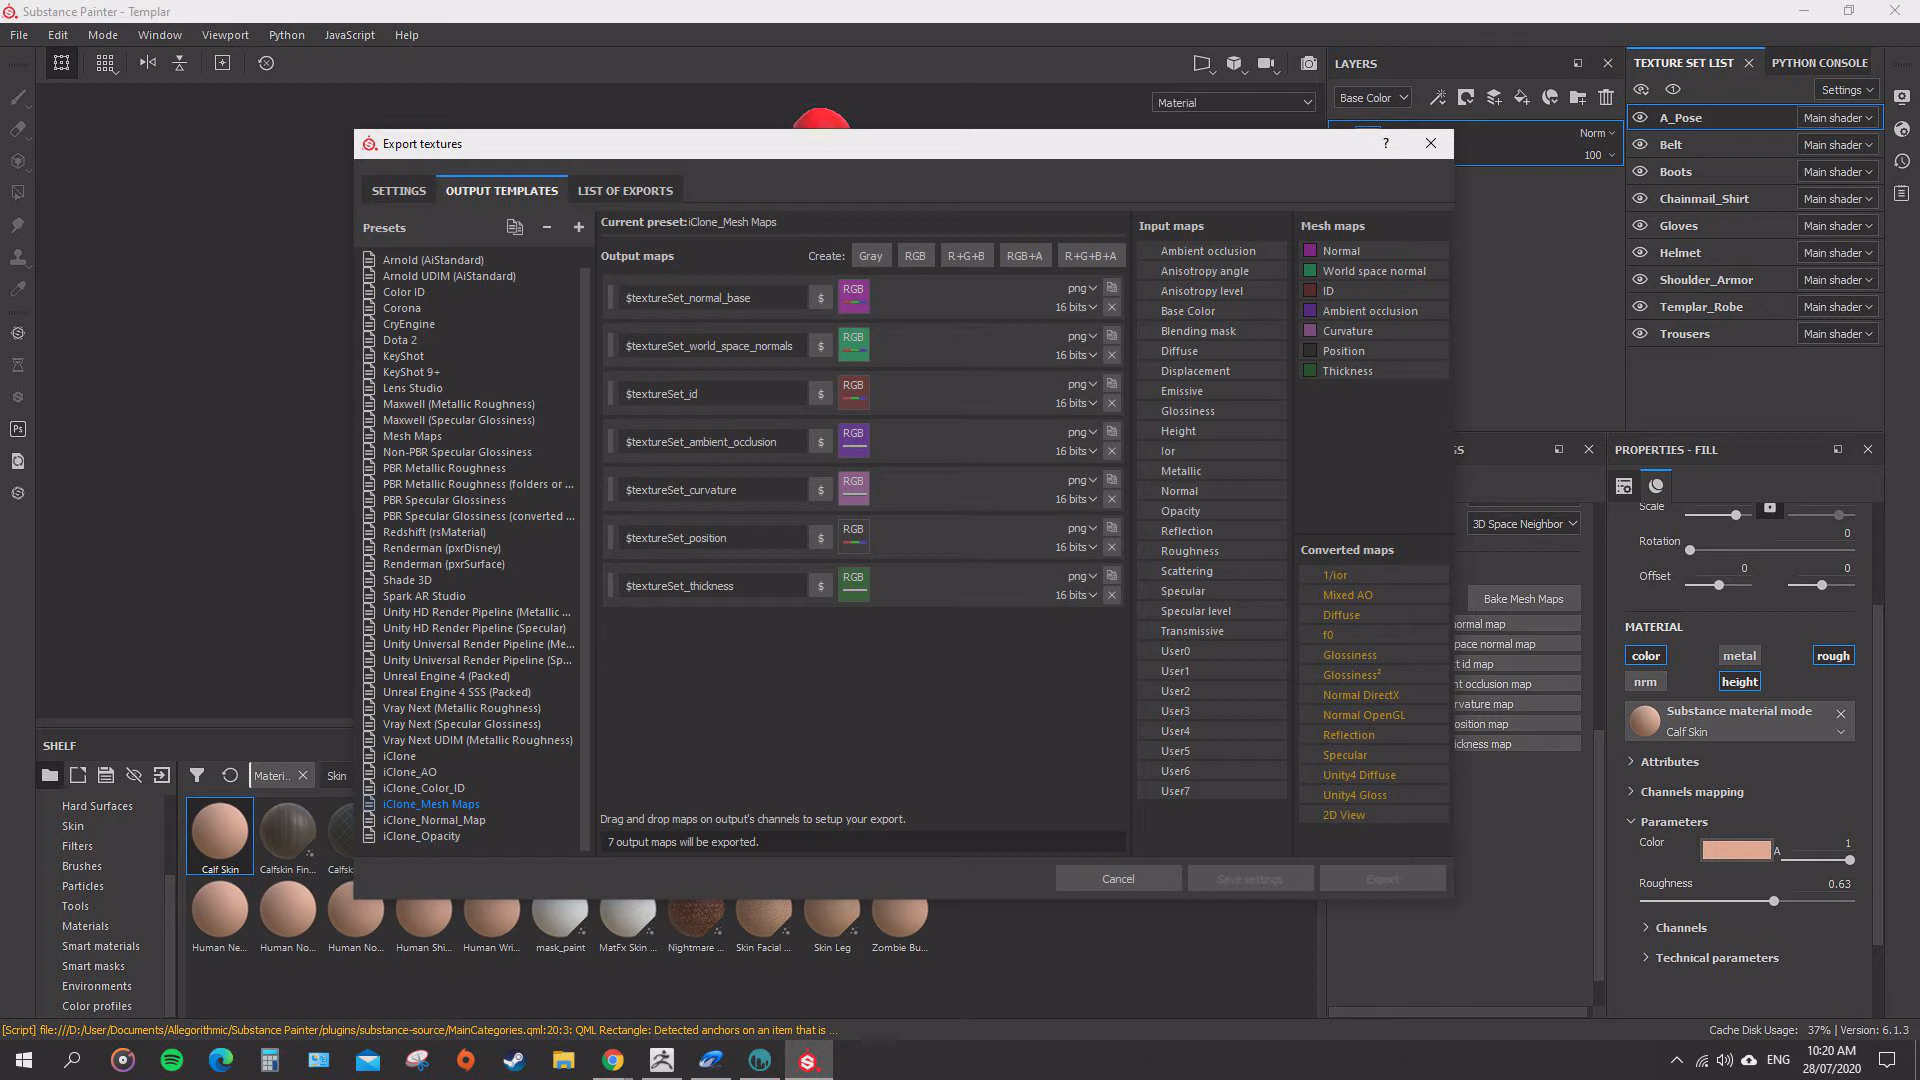 Substance Painter - Templar
File Edit Mode Window Viewport Python JavaScript Help
Material
LAYERS
Base Color
Norm
100
TEXTURE SET LIST
PYTHON CONSOLE
Settings
A_Pose Main shader
Belt Main shader
Boots Main shader
Chainmail_Shirt Main shader
Gloves Main shader
Helmet Main shader
Shoulder_Armor Main shader
Templar_Robe Main shader
Trousers Main shader
Export textures
?
SETTINGS
OUTPUT TEMPLATES
LIST OF EXPORTS
Presets
Arnold (AiStandard)
Arnold UDIM (AiStandard)
Color ID
Corona
CryEngine
Dota 2
KeyShot
KeyShot 9+
Lens Studio
Maxwell (Metallic Roughness)
Maxwell (Specular Glossiness)
Mesh Maps
Non-PBR Specular Glossiness
PBR Metallic Roughness
PBR Metallic Roughness (folders or ...
PBR Specular Glossiness
PBR Specular Glossiness (converted ...
Redshift (rsMaterial)
Renderman (pxrDisney)
Renderman (pxrSurface)
Shade 3D
Spark AR Studio
Unity HD Render Pipeline (Metallic ...
Unity HD Render Pipeline (Specular)
Unity Universal Render Pipeline (Me...
Unity Universal Render Pipeline (Sp...
Unreal Engine 4 (Packed)
Unreal Engine 4 SSS (Packed)
Vray Next (Metallic Roughness)
Vray Next (Specular Glossiness)
Vray Next UDIM (Metallic Roughness)
iClone
iClone_AO
iClone_Color_ID
iClone_Mesh Maps
iClone_Normal_Map
iClone_Opacity
Current preset:iClone_Mesh Maps
Output maps
Create: Gray RGB R+G+B RGB+A R+G+B+A
$textureSet_normal_base $ RGB png 16 bits
$textureSet_world_space_normals $ RGB png 16 bits
$textureSet_id $ RGB png 16 bits
$textureSet_ambient_occlusion $ RGB png 16 bits
$textureSet_curvature $ RGB png 16 bits
$textureSet_position $ RGB png 16 bits
$textureSet_thickness $ RGB png 16 bits
Drag and drop maps on output's channels to setup your export.
7 output maps will be exported.
Input maps
Ambient occlusion
Anisotropy angle
Anisotropy level
Base Color
Blending mask
Diffuse
Displacement
Emissive
Glossiness
Height
Ior
Metallic
Normal
Opacity
Reflection
Roughness
Scattering
Specular
Specular level
Transmissive
User0
User1
User2
User3
User4
User5
User6
User7
Mesh maps
Normal
World space normal
ID
Ambient occlusion
Curvature
Position
Thickness
Converted maps
1/ior
Mixed AO
Diffuse
f0
Glossiness
Glossiness²
Normal DirectX
Normal OpenGL
Reflection
Specular
Unity4 Diffuse
Unity4 Gloss
2D View
Cancel
Save settings
Export
GS
3D Space Neighbor
Bake Mesh Maps
ormal map
pace normal map
t id map
nt occlusion map
rvature map
osition map
ickness map
PROPERTIES - FILL
Scale
Rotation 0
Offset 0 0
MATERIAL
color metal rough
nrm height
Substance material mode
Calf Skin
Attributes
Channels mapping
Parameters
Color A 1
Roughness 0.63
Channels
Technical parameters
Ps
SHELF
Materi...
Skin
Hard Surfaces
Skin
Filters
Brushes
Particles
Tools
Materials
Smart materials
Smart masks
Environments
Color profiles
Calf Skin
Calfskin Fin...
Calfs
Human Ne...
Human No...
Human No...
Human Shi...
Human Wri...
mask_paint
MatFx Skin ...
Nightmare ...
Skin Facial ...
Skin Leg
Zombie Bu...
[Script] file:///D:/User/Documents/Allegorithmic/Substance Painter/plugins/substance-source/MainCategories.qml:20:3: QML Rectangle: Detected anchors on an item that is ...
Cache Disk Usage: 37% | Version: 6.1.3
ENG
10:20 AM
28/07/2020